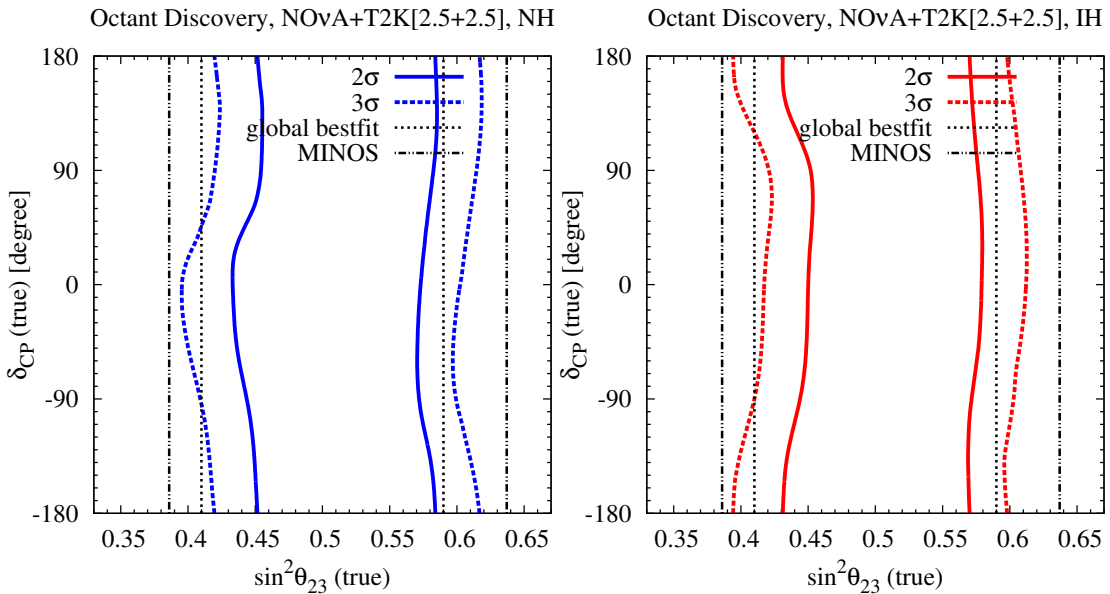 Octant Discovery, NOνA+T2K[2.5+2.5], NH
180
90
0
-90
-180
δCP (true) [degree]
2σ
3σ
global bestfit
MINOS
0.35
0.4
0.45
0.5
0.55
0.6
0.65
sin²θ₂₃ (true)
Octant Discovery, NOνA+T2K[2.5+2.5], IH
180
90
0
-90
-180
δCP (true) [degree]
2σ
3σ
global bestfit
MINOS
0.35
0.4
0.45
0.5
0.55
0.6
0.65
sin²θ₂₃ (true)